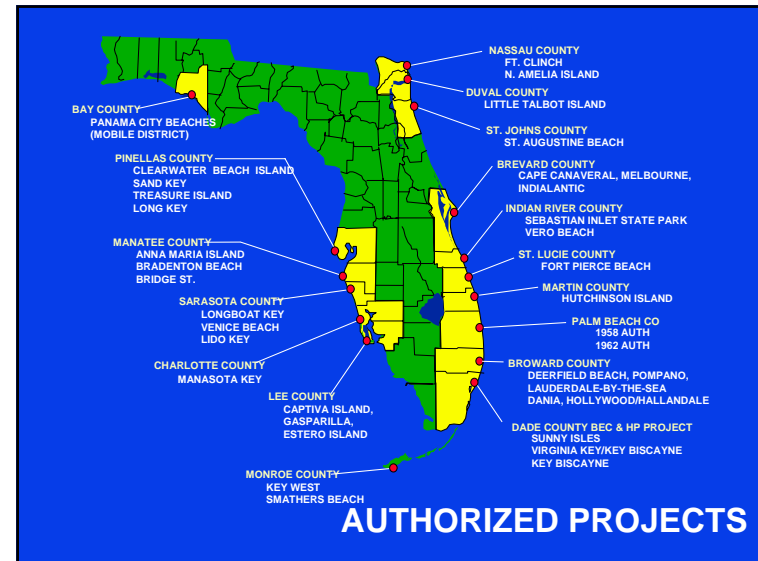 NASSAU COUNTY
FT. CLINCH
N. AMELIA ISLAND
DUVAL COUNTY
LITTLE TALBOT ISLAND
ST. JOHNS COUNTY
ST. AUGUSTINE BEACH
BREVARD COUNTY
CAPE CANAVERAL, MELBOURNE,
INDIALANTIC
INDIAN RIVER COUNTY
SEBASTIAN INLET STATE PARK
VERO BEACH
ST. LUCIE COUNTY
FORT PIERCE BEACH
MARTIN COUNTY
HUTCHINSON ISLAND
PALM BEACH CO
1958 AUTH
1962 AUTH
BROWARD COUNTY
DEERFIELD BEACH, POMPANO,
LAUDERDALE-BY-THE-SEA
DANIA, HOLLYWOOD/HALLANDALE
DADE COUNTY BEC & HP PROJECT
SUNNY ISLES
VIRGINIA KEY/KEY BISCAYNE
KEY BISCAYNE
BAY COUNTY
PANAMA CITY BEACHES
(MOBILE DISTRICT)
PINELLAS COUNTY
CLEARWATER BEACH ISLAND
SAND KEY
TREASURE ISLAND
LONG KEY
MANATEE COUNTY
ANNA MARIA ISLAND
BRADENTON BEACH
BRIDGE ST.
SARASOTA COUNTY
LONGBOAT KEY
VENICE BEACH
LIDO KEY
CHARLOTTE COUNTY
MANASOTA KEY
LEE COUNTY
CAPTIVA ISLAND,
GASPARILLA,
ESTERO ISLAND
MONROE COUNTY
KEY WEST
SMATHERS BEACH
AUTHORIZED PROJECTS